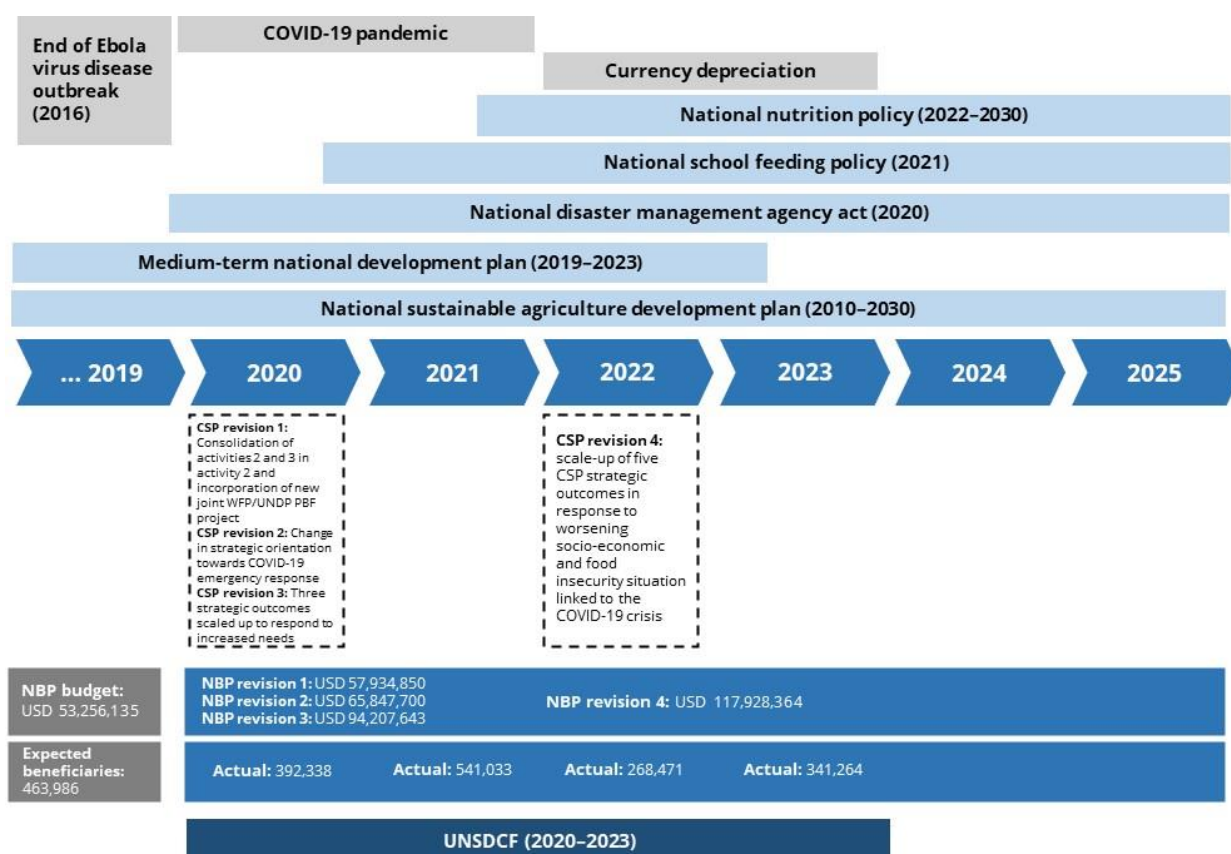 End of Ebola
virus disease
outbreak
(2016)
COVID-19 pandemic
Currency depreciation
National nutrition policy (2022–2030)
National school feeding policy (2021)
National disaster management agency act (2020)
Medium-term national development plan (2019–2023)
National sustainable agriculture development plan (2010–2030)
... 2019
2020
2021
2022
2023
2024
2025
CSP revision 1:
Consolidation of
activities 2 and 3 in
activity 2 and
incorporation of new
joint WFP/UNDP PBF
project
CSP revision 2: Change
in strategic orientation
towards COVID-19
emergency response
CSP revision 3: Three
strategic outcomes
scaled up to respond to
increased needs
CSP revision 4:
scale-up of five
CSP strategic
outcomes in
response to
worsening
socio-economic
and food
insecurity situation
linked to the
COVID-19 crisis
NBP budget:
USD 53,256,135
NBP revision 1: USD 57,934,850
NBP revision 2: USD 65,847,700
NBP revision 3: USD 94,207,643
NBP revision 4: USD 117,928,364
Expected
beneficiaries:
463,986
Actual: 392,338
Actual: 541,033
Actual: 268,471
Actual: 341,264
UNSDCF (2020–2023)